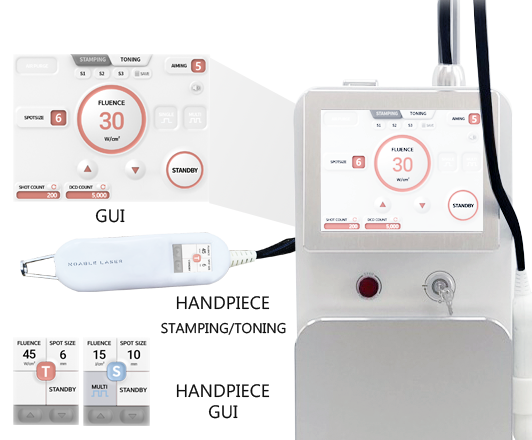 STAMPING TONING
S1 S2 S3 SAVE
AIMING 5
SPOTSIZE 6
FLUENCE
30
W/cm²
STANDBY
SHOT COUNT
200
DCD COUNT
5,000
GUI
STAMPING TONING
S1 S2 S3
AIMING 5
SPOTSIZE 6
FLUENCE
30
W/cm²
STANDBY
SHOT COUNT
200
DCD COUNT
5,000
HANDPIECE
STAMPING/TONING
FLUENCE SPOT SIZE
45 6
T
STANDBY
FLUENCE SPOT SIZE
15 10
S
MULTI
STANDBY
HANDPIECE
GUI